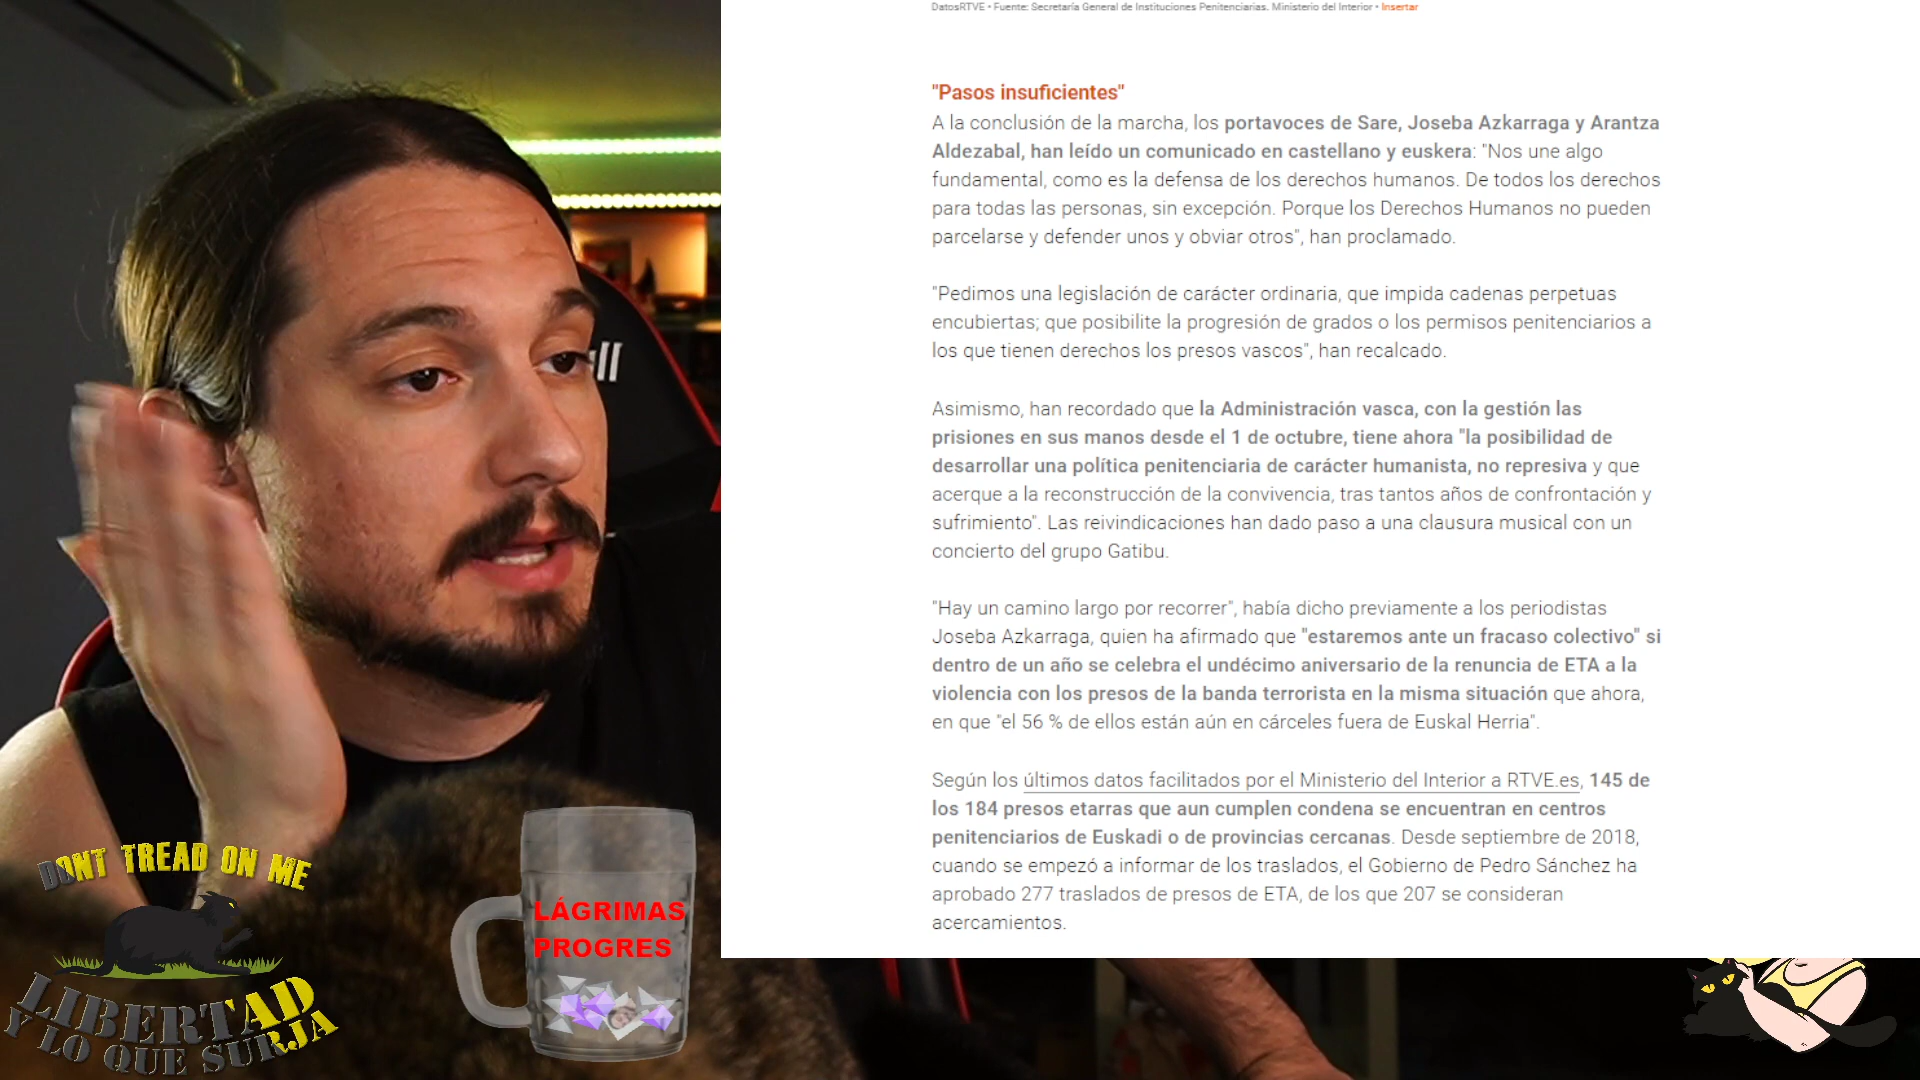 DatosRTVE • Fuente: Secretaría General de Instituciones Penitenciarias. Ministerio del Interior • Insertar
"Pasos insuficientes"
A la conclusión de la marcha, los portavoces de Sare, Joseba Azkarraga y Arantza
Aldezabal, han leído un comunicado en castellano y euskera: "Nos une algo
fundamental, como es la defensa de los derechos humanos. De todos los derechos
para todas las personas, sin excepción. Porque los Derechos Humanos no pueden
parcelarse y defender unos y obviar otros", han proclamado.
"Pedimos una legislación de carácter ordinaria, que impida cadenas perpetuas
encubiertas; que posibilite la progresión de grados o los permisos penitenciarios a
los que tienen derechos los presos vascos", han recalcado.
Asimismo, han recordado que la Administración vasca, con la gestión las
prisiones en sus manos desde el 1 de octubre, tiene ahora "la posibilidad de
desarrollar una política penitenciaria de carácter humanista, no represiva y que
acerque a la reconstrucción de la convivencia, tras tantos años de confrontación y
sufrimiento". Las reivindicaciones han dado paso a una clausura musical con un
concierto del grupo Gatibu.
"Hay un camino largo por recorrer", había dicho previamente a los periodistas
Joseba Azkarraga, quien ha afirmado que "estaremos ante un fracaso colectivo" si
dentro de un año se celebra el undécimo aniversario de la renuncia de ETA a la
violencia con los presos de la banda terrorista en la misma situación que ahora,
en que "el 56 % de ellos están aún en cárceles fuera de Euskal Herria".
Según los últimos datos facilitados por el Ministerio del Interior a RTVE.es, 145 de
los 184 presos etarras que aun cumplen condena se encuentran en centros
penitenciarios de Euskadi o de provincias cercanas. Desde septiembre de 2018,
cuando se empezó a informar de los traslados, el Gobierno de Pedro Sánchez ha
aprobado 277 traslados de presos de ETA, de los que 207 se consideran
acercamientos.
DONT TREAD ON ME
LIBERTAD
Y LO QUE SURJA
LÁGRIMAS
PROGRES